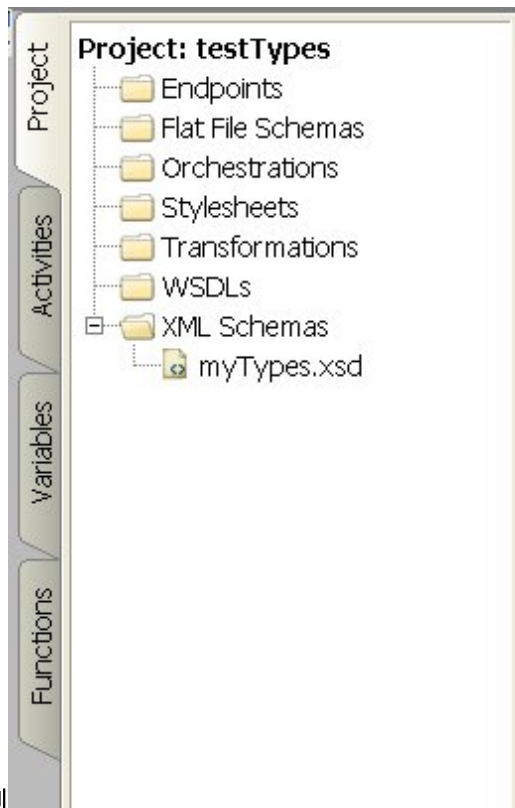 Project
Activities
Variables
Functions
Project: testTypes
Endpoints
Flat File Schemas
Orchestrations
Stylesheets
Transformations
WSDLs
XML Schemas
myTypes.xsd